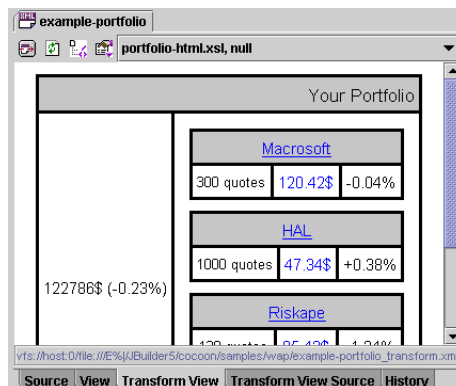 XML example-portfolio
portfolio-html.xsl, null
Your Portfolio
122786$ (-0.23%)
Macrosoft
300 quotes 120.42$ -0.04%
HAL
1000 quotes 47.34$ +0.38%
Riskape
vfs://host:0/file:///E%|/JBuilder5/cocoon/samples/wap/example-portfolio_transform.xm
Source View Transform View Transform View Source History